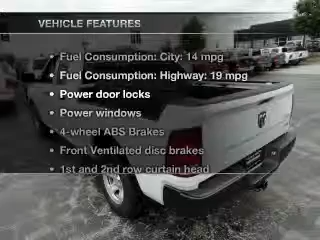 VEHICLE FEATURES
• Fuel Consumption: City: 14 mpg
• Fuel Consumption: Highway: 19 mpg
• Power door locks
• Power windows
• 4-wheel ABS Brakes
• Front Ventilated disc brakes
• 1st and 2nd row curtain head